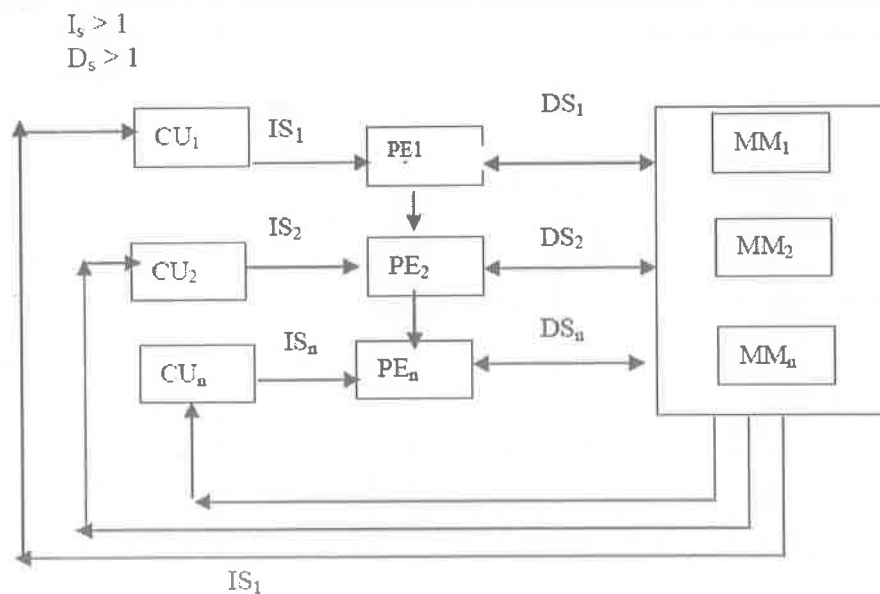 Iₛ > 1
Dₛ > 1
DS₁
CU₁ IS₁ PE1 MM₁
CU₂ IS₂ PE₂ DS₂ MM₂
CUₙ ISₙ PEₙ DSₙ MMₙ
IS₁